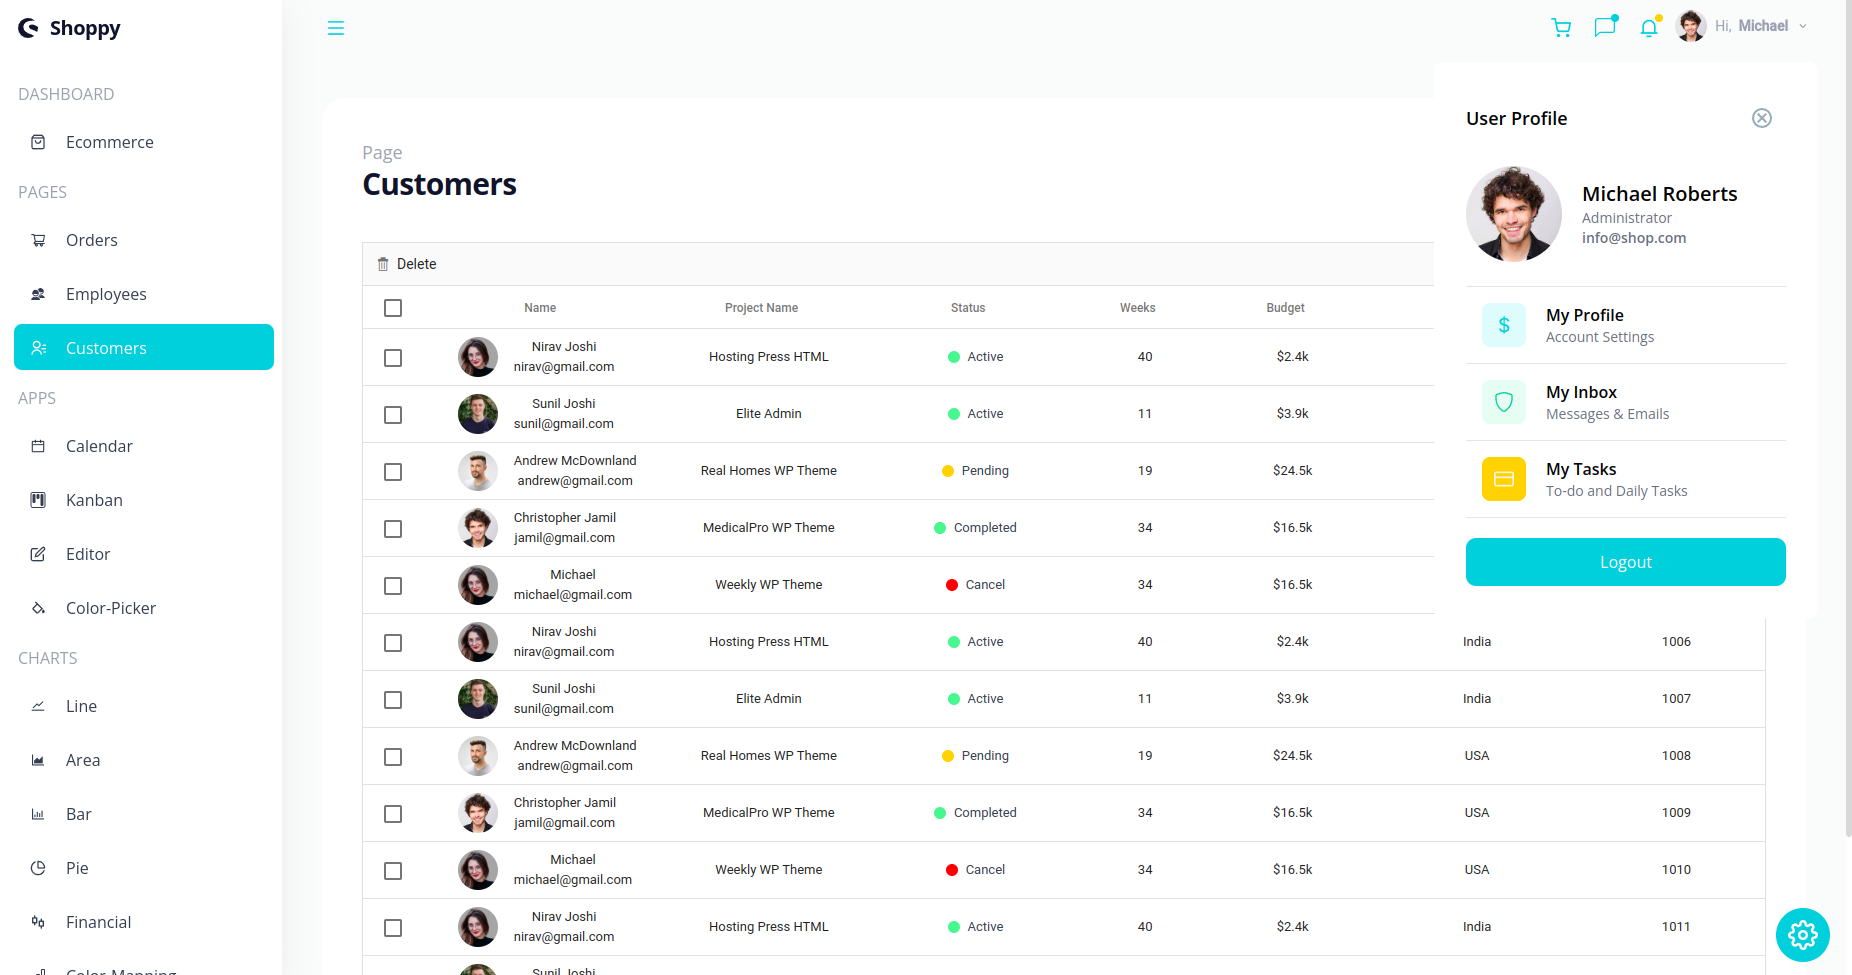 Shoppy
Hi, Michael
DASHBOARD
Ecommerce
PAGES
Orders
Employees
Customers
APPS
Calendar
Kanban
Editor
Color-Picker
CHARTS
Line
Area
Bar
Pie
Financial
Color-Mapping
Page
Customers
Delete
Name Project Name Status Weeks Budget
Nirav Joshi
nirav@gmail.com
Hosting Press HTML Active 40 $2.4k
Sunil Joshi
sunil@gmail.com
Elite Admin Active 11 $3.9k
Andrew McDownland
andrew@gmail.com
Real Homes WP Theme Pending 19 $24.5k
Christopher Jamil
jamil@gmail.com
MedicalPro WP Theme Completed 34 $16.5k
Michael
michael@gmail.com
Weekly WP Theme Cancel 34 $16.5k
Nirav Joshi
nirav@gmail.com
Hosting Press HTML Active 40 $2.4k India 1006
Sunil Joshi
sunil@gmail.com
Elite Admin Active 11 $3.9k India 1007
Andrew McDownland
andrew@gmail.com
Real Homes WP Theme Pending 19 $24.5k USA 1008
Christopher Jamil
jamil@gmail.com
MedicalPro WP Theme Completed 34 $16.5k USA 1009
Michael
michael@gmail.com
Weekly WP Theme Cancel 34 $16.5k USA 1010
Nirav Joshi
nirav@gmail.com
Hosting Press HTML Active 40 $2.4k India 1011
Sunil Joshi
User Profile
Michael Roberts
Administrator
info@shop.com
My Profile
Account Settings
My Inbox
Messages & Emails
My Tasks
To-do and Daily Tasks
Logout